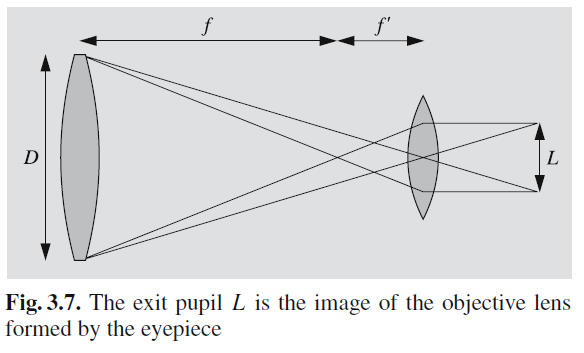 f
f'
D
L
Fig. 3.7. The exit pupil L is the image of the objective lens
formed by the eyepiece